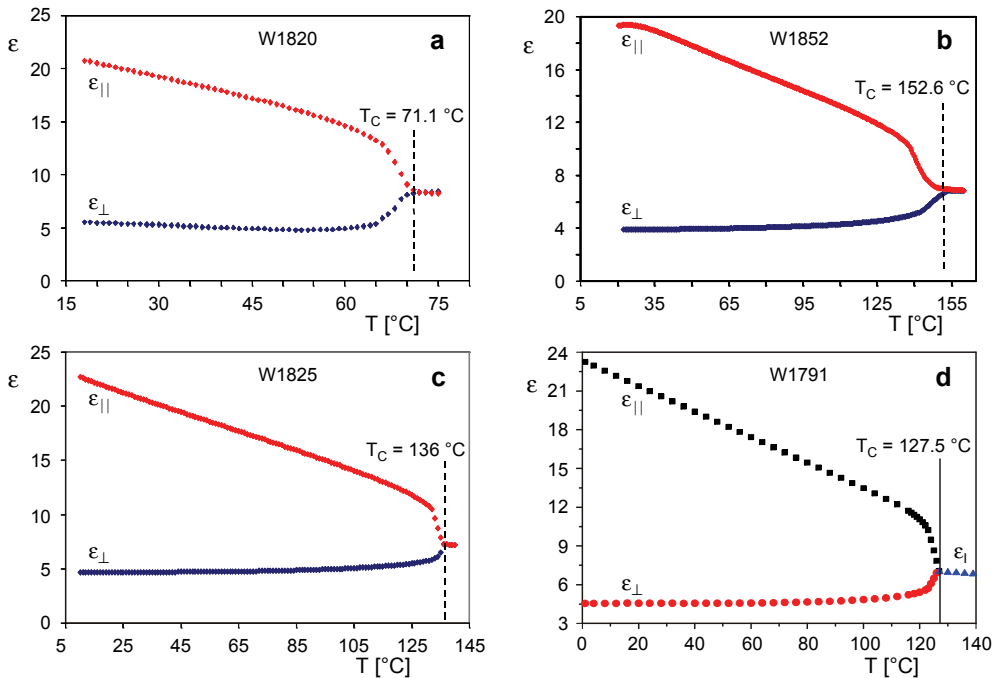 W1820
a
ε
ε||
ε⊥
T_C = 71.1 °C
25
20
15
10
5
0
15 30 45 60 75
T [°C]
W1852
b
ε
ε||
ε⊥
T_C = 152.6 °C
20
16
12
8
4
0
5 35 65 95 125 155
T [°C]
W1825
c
ε
ε||
ε⊥
T_C = 136 °C
25
20
15
10
5
0
5 25 45 65 85 105 125 145
T [°C]
W1791
d
ε
ε||
ε⊥
ε_I
T_C = 127.5 °C
24
21
18
15
12
9
6
3
0 20 40 60 80 100 120 140
T [°C]